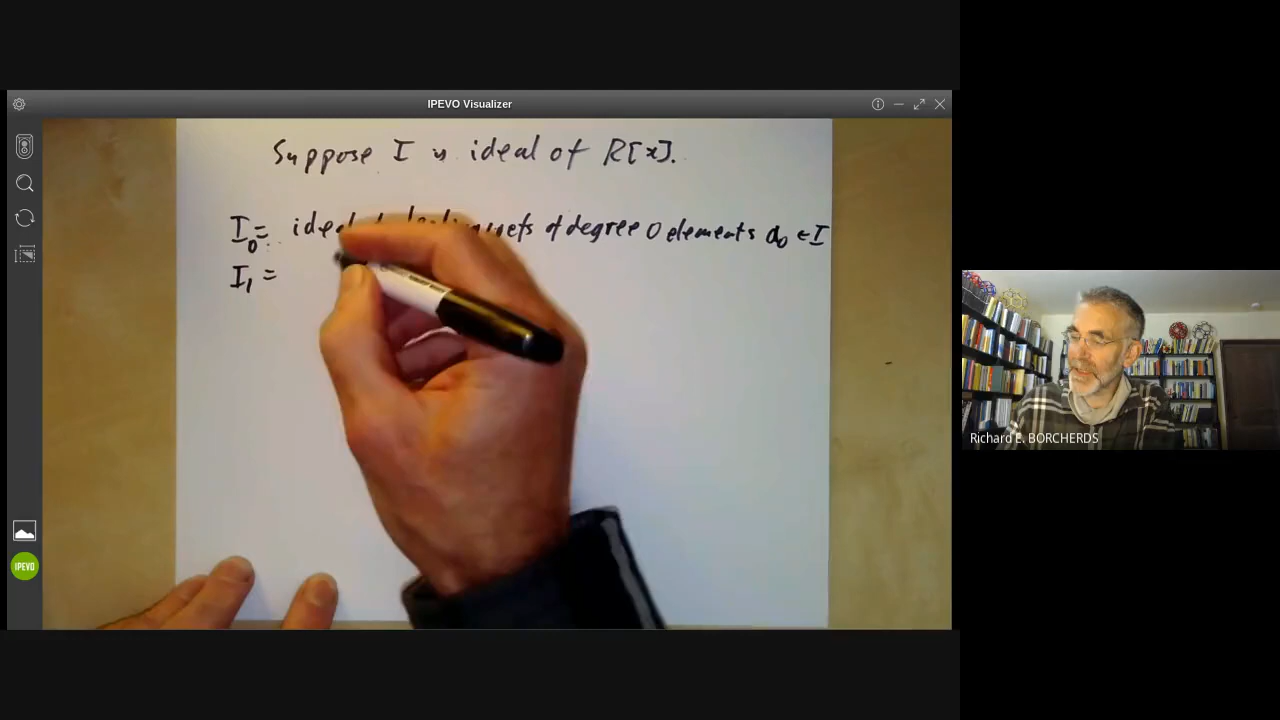 IPEVO Visualizer
Suppose I is ideal of R[x].
I₀ = ideal of degree 0 elements a₀ ∈ I
I₁ =
Richard E. BORCHERDS
IPEVO